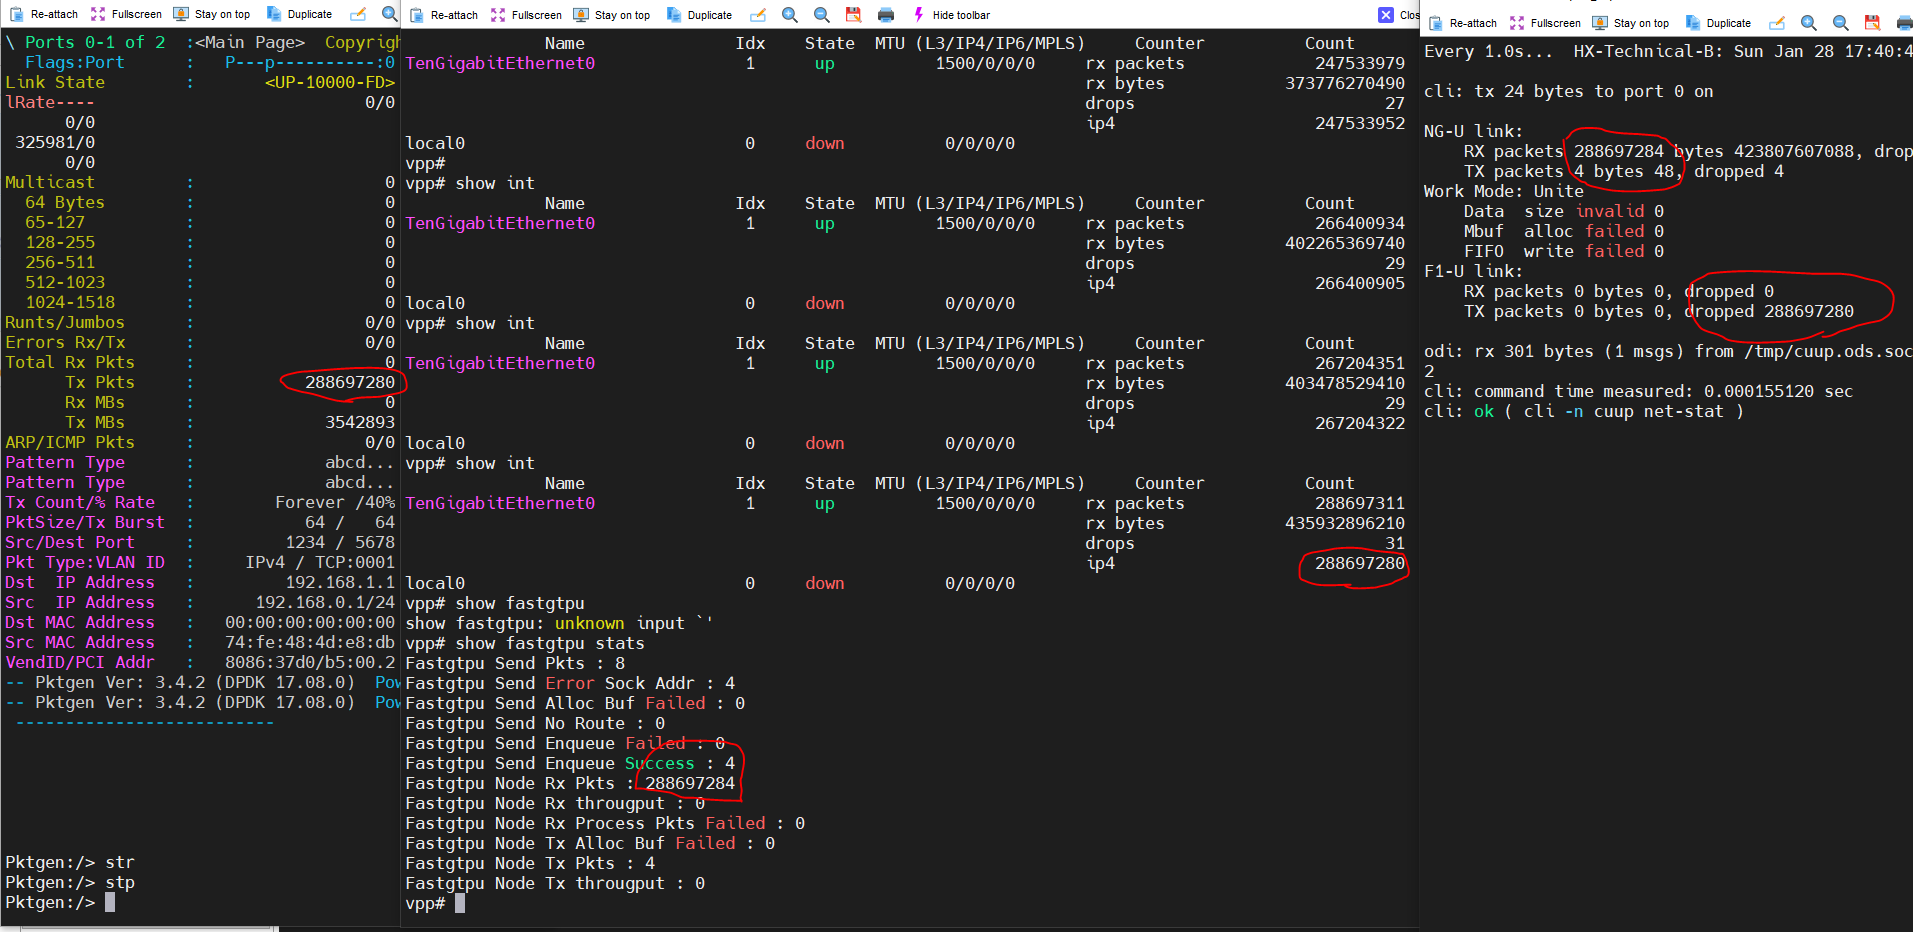 Re-attach Fullscreen Stay on top Duplicate
\ Ports 0-1 of 2 :<Main Page> Copyrigh
Flags:Port : P---p----------:0
Link State : <UP-10000-FD>
lRate---- 0/0
0/0
325981/0
0/0
Multicast : 0
64 Bytes : 0
65-127 : 0
128-255 : 0
256-511 : 0
512-1023 : 0
1024-1518 : 0
Runts/Jumbos : 0/0
Errors Rx/Tx : 0/0
Total Rx Pkts : 0
Tx Pkts : 288697280
Rx MBs : 0
Tx MBs : 3542893
ARP/ICMP Pkts : 0/0
Pattern Type : abcd...
Pattern Type : abcd...
Tx Count/% Rate : Forever /40%
PktSize/Tx Burst : 64 / 64
Src/Dest Port : 1234 / 5678
Pkt Type:VLAN ID : IPv4 / TCP:0001
Dst IP Address : 192.168.1.1
Src IP Address : 192.168.0.1/24
Dst MAC Address : 00:00:00:00:00:00
Src MAC Address : 74:fe:48:4d:e8:db
VendID/PCI Addr : 8086:37d0/b5:00.2
-- Pktgen Ver: 3.4.2 (DPDK 17.08.0) Pow
-- Pktgen Ver: 3.4.2 (DPDK 17.08.0) Pow
--------------------------
Pktgen:/> str
Pktgen:/> stp
Pktgen:/>
Re-attach Fullscreen Stay on top Duplicate Hide toolbar Clos
Name Idx State MTU (L3/IP4/IP6/MPLS) Counter Count
TenGigabitEthernet0 1 up 1500/0/0/0 rx packets 247533979
rx bytes 373776270490
drops 27
ip4 247533952
local0 0 down 0/0/0/0
vpp#
vpp# show int
Name Idx State MTU (L3/IP4/IP6/MPLS) Counter Count
TenGigabitEthernet0 1 up 1500/0/0/0 rx packets 266400934
rx bytes 402265369740
drops 29
ip4 266400905
local0 0 down 0/0/0/0
vpp# show int
Name Idx State MTU (L3/IP4/IP6/MPLS) Counter Count
TenGigabitEthernet0 1 up 1500/0/0/0 rx packets 267204351
rx bytes 403478529410
drops 29
ip4 267204322
local0 0 down 0/0/0/0
vpp# show int
Name Idx State MTU (L3/IP4/IP6/MPLS) Counter Count
TenGigabitEthernet0 1 up 1500/0/0/0 rx packets 288697311
rx bytes 435932896210
drops 31
ip4 288697280
local0 0 down 0/0/0/0
vpp# show fastgtpu
show fastgtpu: unknown input `'
vpp# show fastgtpu stats
Fastgtpu Send Pkts : 8
Fastgtpu Send Error Sock Addr : 4
Fastgtpu Send Alloc Buf Failed : 0
Fastgtpu Send No Route : 0
Fastgtpu Send Enqueue Failed : 0
Fastgtpu Send Enqueue Success : 4
Fastgtpu Node Rx Pkts : 288697284
Fastgtpu Node Rx througput : 0
Fastgtpu Node Rx Process Pkts Failed : 0
Fastgtpu Node Tx Alloc Buf Failed : 0
Fastgtpu Node Tx Pkts : 4
Fastgtpu Node Tx througput : 0
vpp#
Re-attach Fullscreen Stay on top Duplicate
Every 1.0s... HX-Technical-B: Sun Jan 28 17:40:4
cli: tx 24 bytes to port 0 on
NG-U link:
RX packets 288697284 bytes 423807607088, drop
TX packets 4 bytes 48, dropped 4
Work Mode: Unite
Data size invalid 0
Mbuf alloc failed 0
FIFO write failed 0
F1-U link:
RX packets 0 bytes 0, dropped 0
TX packets 0 bytes 0, dropped 288697280
odi: rx 301 bytes (1 msgs) from /tmp/cuup.ods.soc
2
cli: command time measured: 0.000155120 sec
cli: ok ( cli -n cuup net-stat )